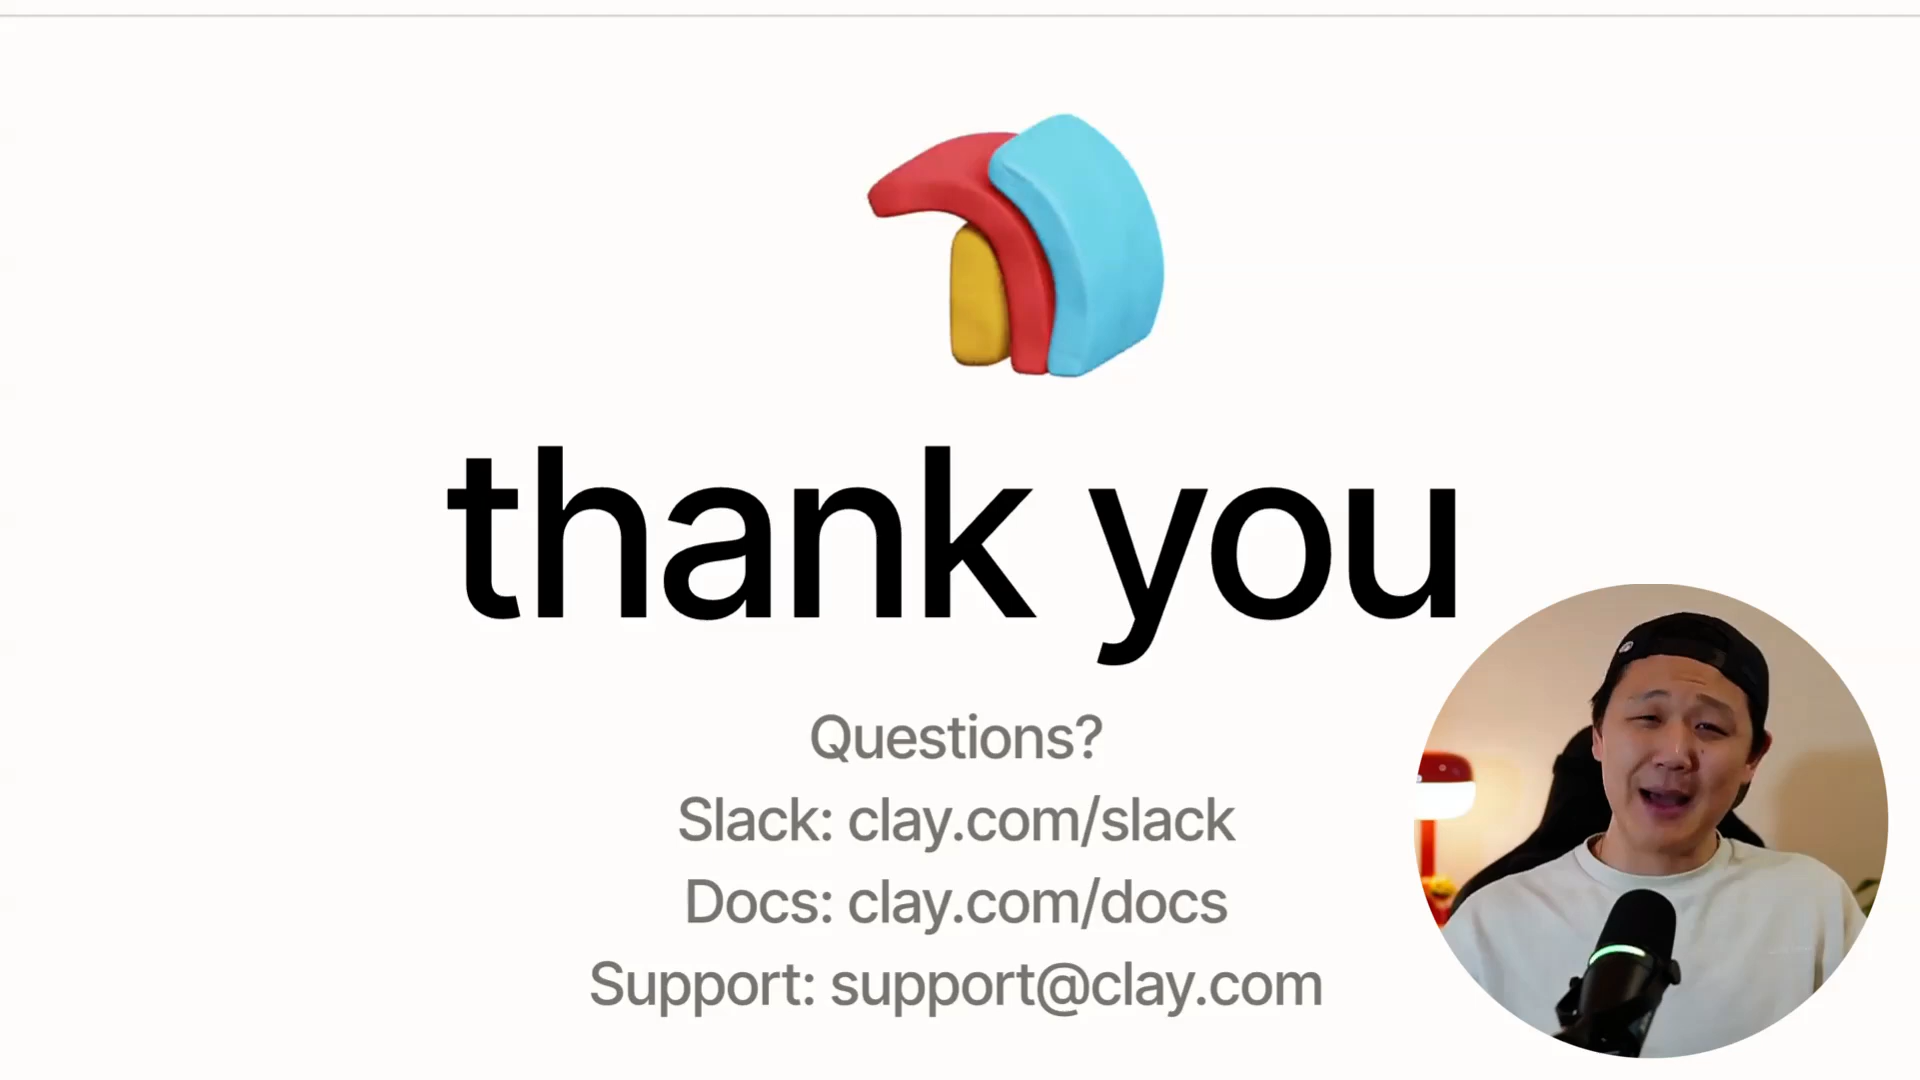 thank you
Questions?
Slack: clay.com/slack
Docs: clay.com/docs
Support: support@clay.com